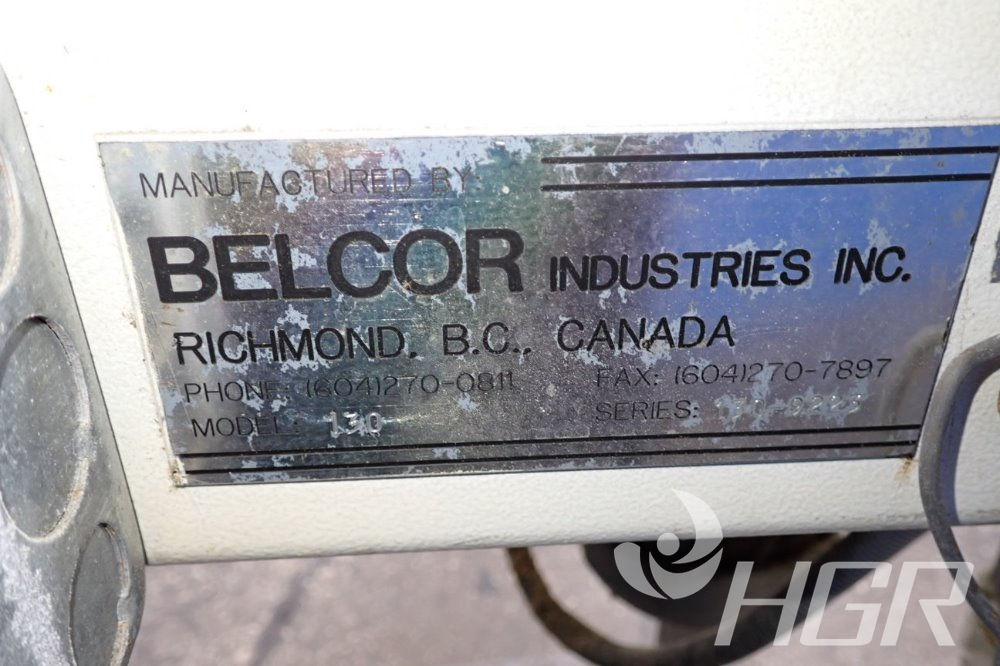 MANUFACTURED BY:
BELCOR INDUSTRIES INC.
RICHMOND, B.C., CANADA
PHONE: (604)270-0811 FAX: (604)270-7897
MODEL: 130 SERIES:
HGR